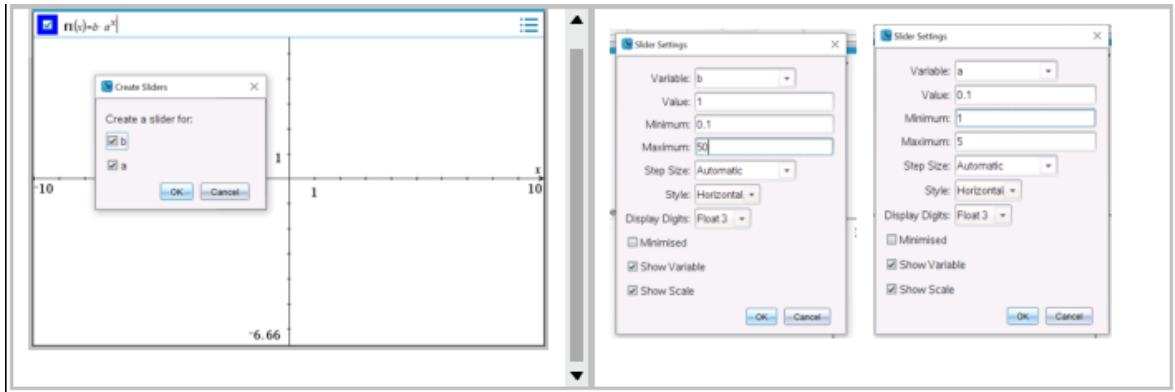 f1(x)=b· a^x
Create Sliders
Create a slider for:
b
a
OK Cancel
1
x
-10
1
10
-6.66
Slider Settings
Variable: b
Value: 1
Minimum: 0.1
Maximum: 50
Step Size: Automatic
Style: Horizontal
Display Digits: Float 3
Minimised
Show Variable
Show Scale
OK Cancel
Slider Settings
Variable: a
Value: 0.1
Minimum: 1
Maximum: 5
Step Size: Automatic
Style: Horizontal
Display Digits: Float 3
Minimised
Show Variable
Show Scale
OK Cancel